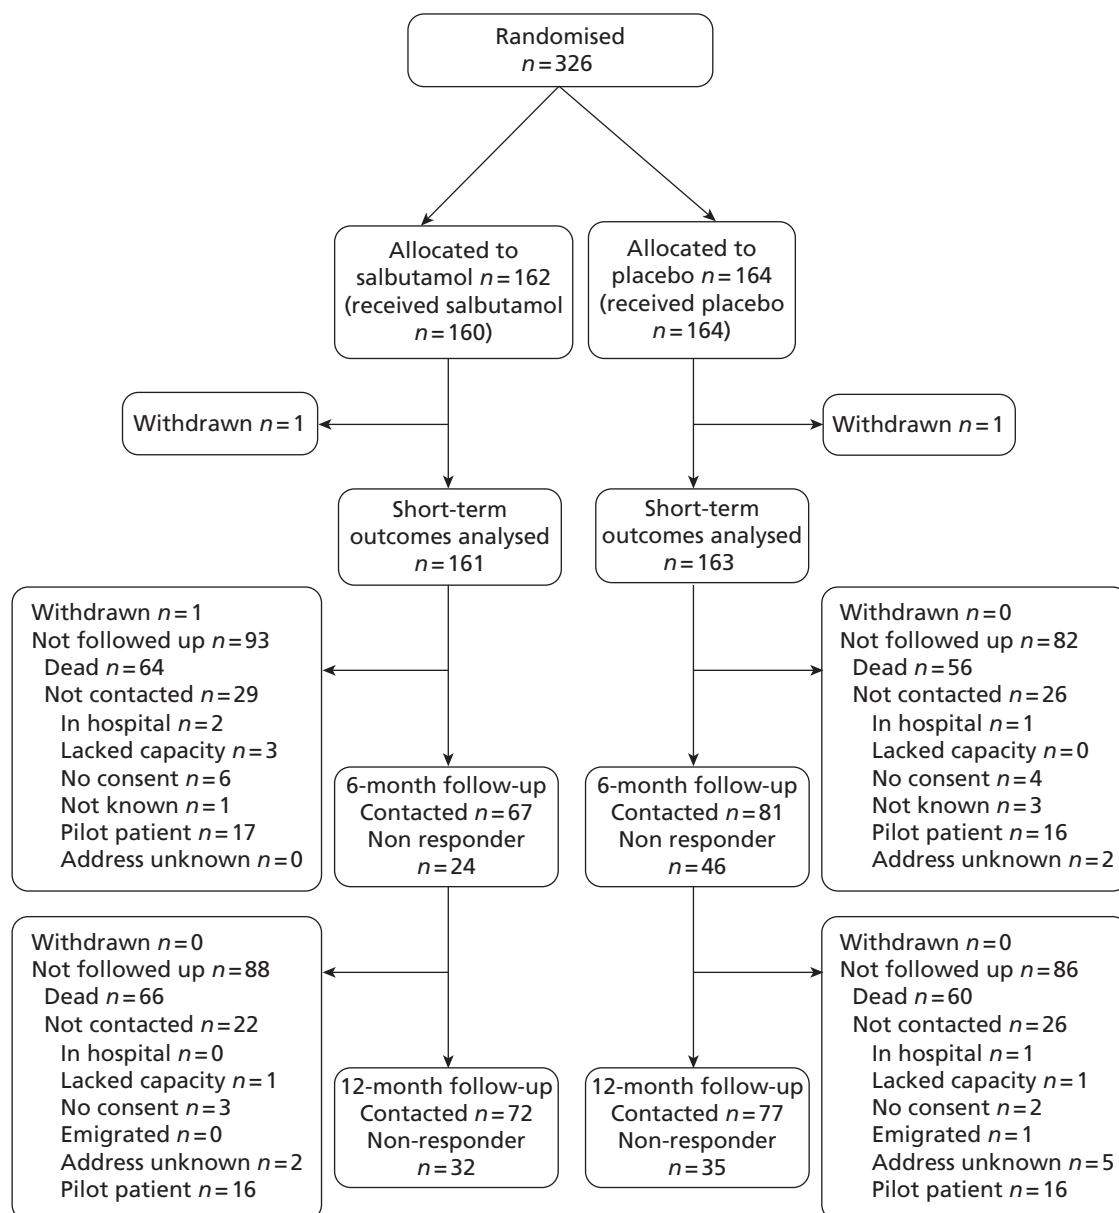 Randomised
n=326
Allocated to
salbutamol n=162
(received salbutamol
n=160)
Allocated to
placebo n=164
(received placebo
n=164)
Withdrawn n=1
Withdrawn n=1
Short-term
outcomes analysed
n=161
Short-term
outcomes analysed
n=163
Withdrawn n=1
Not followed up n=93
Dead n=64
Not contacted n=29
In hospital n=2
Lacked capacity n=3
No consent n=6
Not known n=1
Pilot patient n=17
Address unknown n=0
Withdrawn n=0
Not followed up n=82
Dead n=56
Not contacted n=26
In hospital n=1
Lacked capacity n=0
No consent n=4
Not known n=3
Pilot patient n=16
Address unknown n=2
6-month follow-up
Contacted n=67
Non responder
n=24
6-month follow-up
Contacted n=81
Non responder
n=46
Withdrawn n=0
Not followed up n=88
Dead n=66
Not contacted n=22
In hospital n=0
Lacked capacity n=1
No consent n=3
Emigrated n=0
Address unknown n=2
Pilot patient n=16
Withdrawn n=0
Not followed up n=86
Dead n=60
Not contacted n=26
In hospital n=1
Lacked capacity n=1
No consent n=2
Emigrated n=1
Address unknown n=5
Pilot patient n=16
12-month follow-up
Contacted n=72
Non-responder
n=32
12-month follow-up
Contacted n=77
Non-responder
n=35